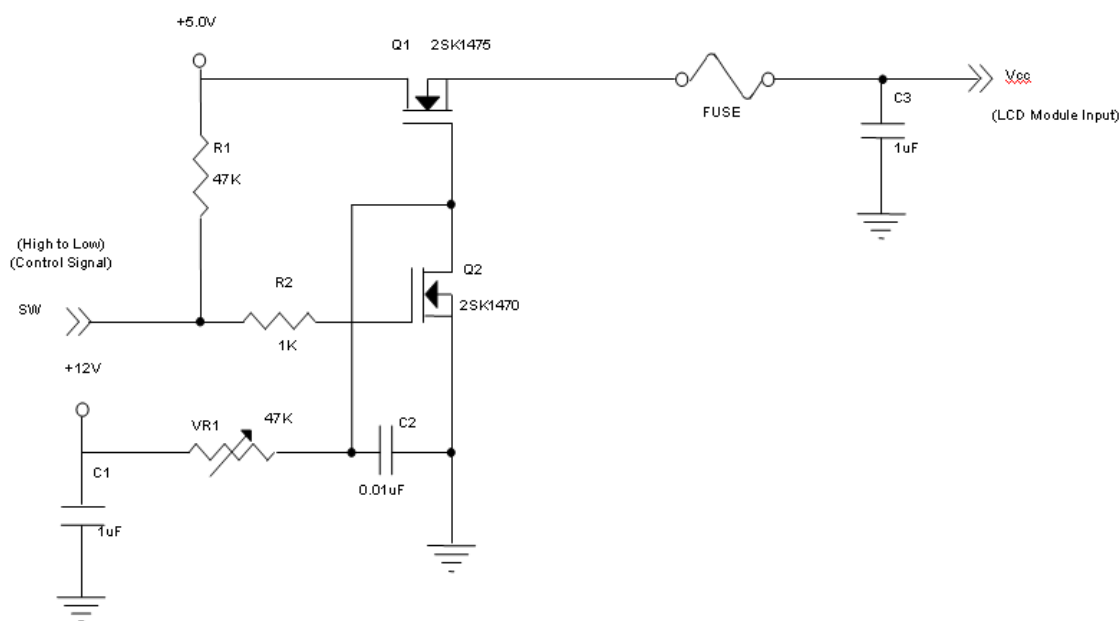 +5.0V
Q1 2SK1475
Vcc
FUSE
C3
(LCD Module Input)
R1
1uF
47K
(High to Low)
(Control Signal)
R2
Q2
SW
2SK1470
1K
+12V
VR1
47K
C2
C1
0.01uF
1uF